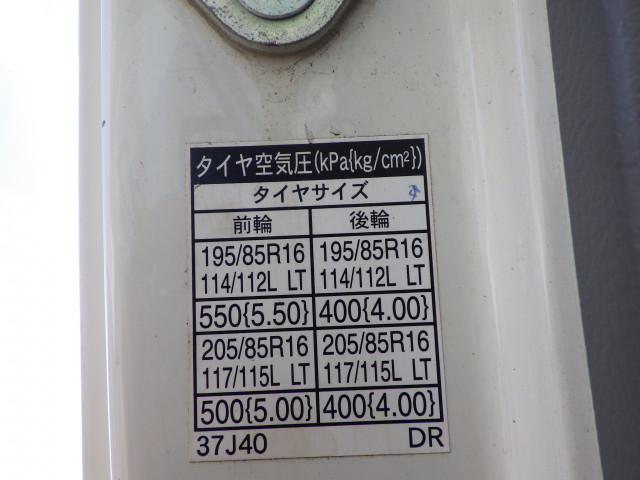 タイヤ空気圧(kPa{kg/cm²})
タイヤサイズ
前輪 後輪
195/85R16 195/85R16
114/112L LT 114/112L LT
550{5.50} 400{4.00}
205/85R16 205/85R16
117/115L LT 117/115L LT
500{5.00} 400{4.00}
37J40 DR